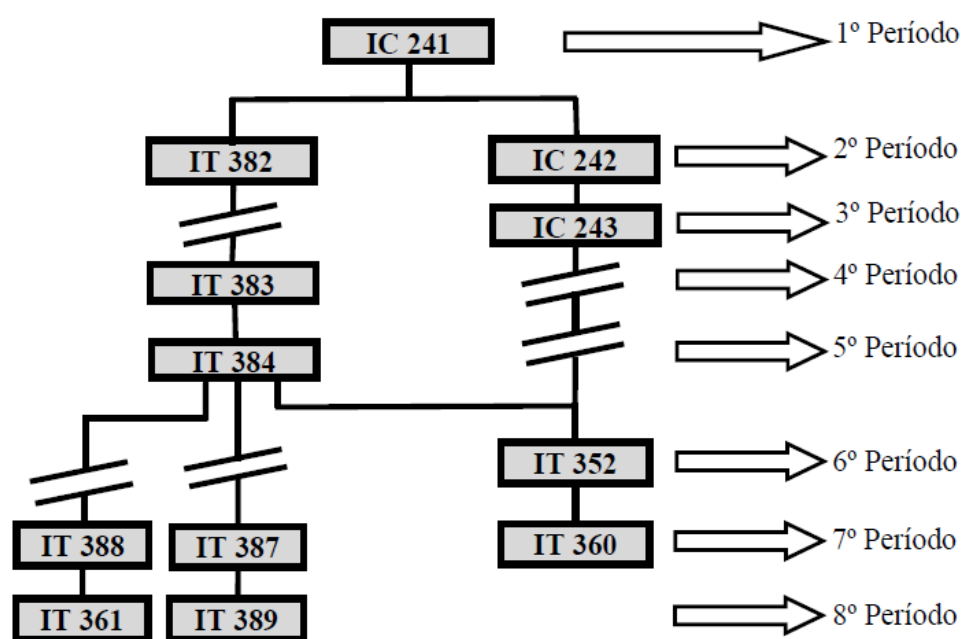 IC 241
1º Período
IT 382
IC 242
2º Período
IC 243
3º Período
IT 383
4º Período
IT 384
5º Período
IT 352
6º Período
IT 388
IT 387
IT 360
7º Período
IT 361
IT 389
8º Período